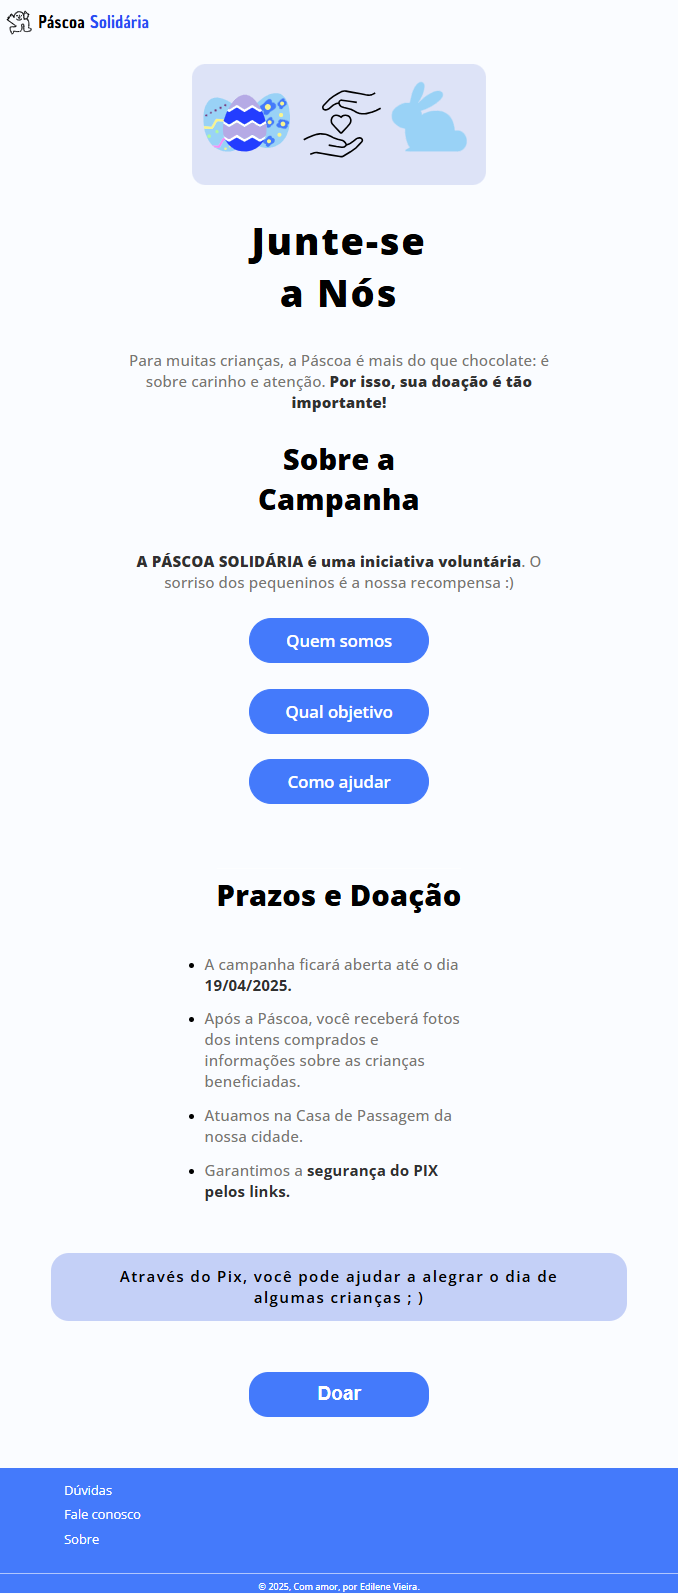 Páscoa Solidária
Junte-se
a Nós
Para muitas crianças, a Páscoa é mais do que chocolate: é
sobre carinho e atenção. Por isso, sua doação é tão
importante!
Sobre a
Campanha
A PÁSCOA SOLIDÁRIA é uma iniciativa voluntária. O
sorriso dos pequeninos é a nossa recompensa :)
Quem somos
Qual objetivo
Como ajudar
Prazos e Doação
A campanha ficará aberta até o dia
19/04/2025.
Após a Páscoa, você receberá fotos
dos intens comprados e
informações sobre as crianças
beneficiadas.
Atuamos na Casa de Passagem da
nossa cidade.
Garantimos a segurança do PIX
pelos links.
Através do Pix, você pode ajudar a alegrar o dia de
algumas crianças ; )
Doar
Dúvidas
Fale conosco
Sobre
© 2025, Com amor, por Edilene Vieira.